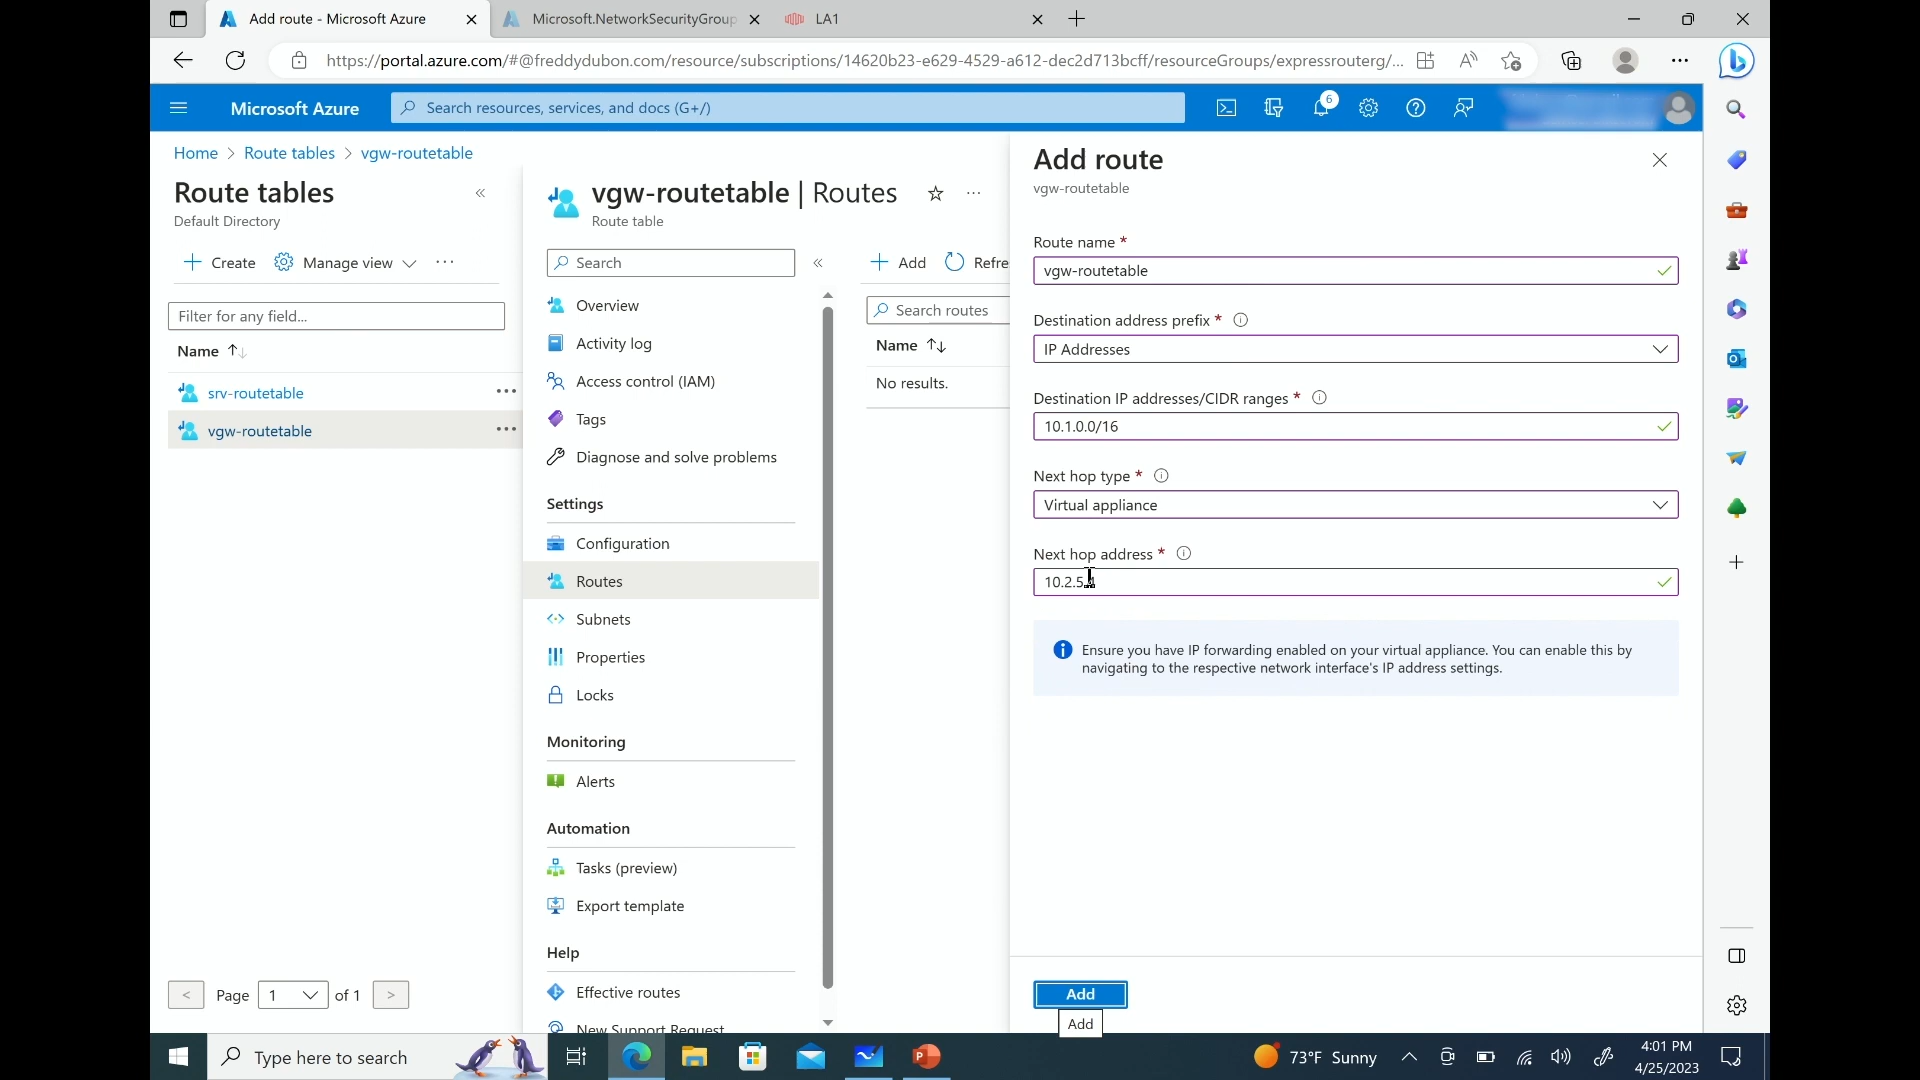 Add route - Microsoft Azure
Microsoft.NetworkSecurityGroup
LA1
https://portal.azure.com/#@freddydubon.com/resource/subscriptions/14620b23-e629-4529-a612-dec2d713bcff/resourceGroups/expressrouterg/...
Microsoft Azure
Search resources, services, and docs (G+/)
6
Home > Route tables > vgw-routetable
Route tables
Default Directory
Create
Manage view
Filter for any field...
Name
srv-routetable
vgw-routetable
< Page 1 of 1 >
vgw-routetable | Routes
Route table
Search
Overview
Activity log
Access control (IAM)
Tags
Diagnose and solve problems
Settings
Configuration
Routes
Subnets
Properties
Locks
Monitoring
Alerts
Automation
Tasks (preview)
Export template
Help
Effective routes
New Support Request
Add
Refre
Search routes
Name
No results.
Add route
vgw-routetable
Route name *
vgw-routetable
Destination address prefix *
IP Addresses
Destination IP addresses/CIDR ranges *
10.1.0.0/16
Next hop type *
Virtual appliance
Next hop address *
10.2.5.4
Ensure you have IP forwarding enabled on your virtual appliance. You can enable this by
navigating to the respective network interface's IP address settings.
Add
Add
Type here to search
73°F Sunny
4:01 PM
4/25/2023